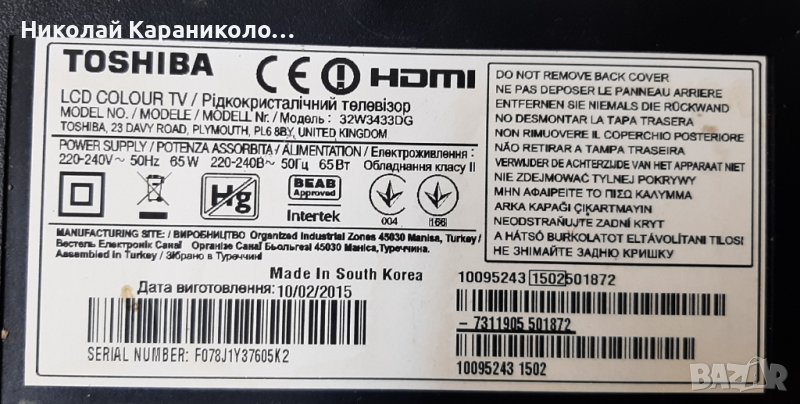 Николай Караниколо...
TOSHIBA CE HDMI
LCD COLOUR TV / Рідкокристалічний телевізор
MODEL NO. / MODELE / MODELL Nr. / Модель: 32W3433DG
TOSHIBA, 23 DAVY ROAD, PLYMOUTH, PL6 8BY, UNITED KINGDOM
POWER SUPPLY / POTENZA ASSORBITA / ALIMENTATION / Електроживлення:
220-240V~ 50Hz 65W 220-240В~ 50Гц 65Вт Обладнання класу II
Hg
BEAB
Approved
Intertek
004
166
MANUFACTURING SITE: / ВИРОБНИЦТВО Organized Industrial Zones 45030 Manisa, Turkey/
Вестель Електронік Санаї Організе Санаї Бьольгезі 45030 Маніса, Туреччина.
Assembled in Turkey / Зібрано в Туреччині
DO NOT REMOVE BACK COVER
NE PAS DEPOSER LE PANNEAU ARRIERE
ENTFERNEN SIE NIEMALS DIE RÜCKWAND
NO DESMONTAR LA TAPA TRASERA
NON RIMUOVERE IL COPERCHIO POSTERIORE
NÃO RETIRAR A TAMPA TRASEIRA
VERWIJDER DE ACHTERZIJDE VAN HET APPARAAT NIET
NIE ZDEJMOWAĆ TYLNEJ POKRYWY
ΜΗΝ ΑΦΑΙΡΕΙΤΕ ΤΟ ΠΙΣΩ ΚΑΛΥΜΜΑ
ARKA KAPAĞI ÇIKARTMAYIN
NEODSTRAŇUJTE ZADNÍ KRYT
A HÁTSÓ BURKOLATOT ELTÁVOLÍTANI TILOS!
НЕ ЗНІМАЙТЕ ЗАДНЮ КРИШКУ
Made In South Korea
Дата виготовлення: 10/02/2015
SERIAL NUMBER: F078J1Y37605K2
10095243 1502 501872
- 7311905 501872
10095243 1502
BAZAR